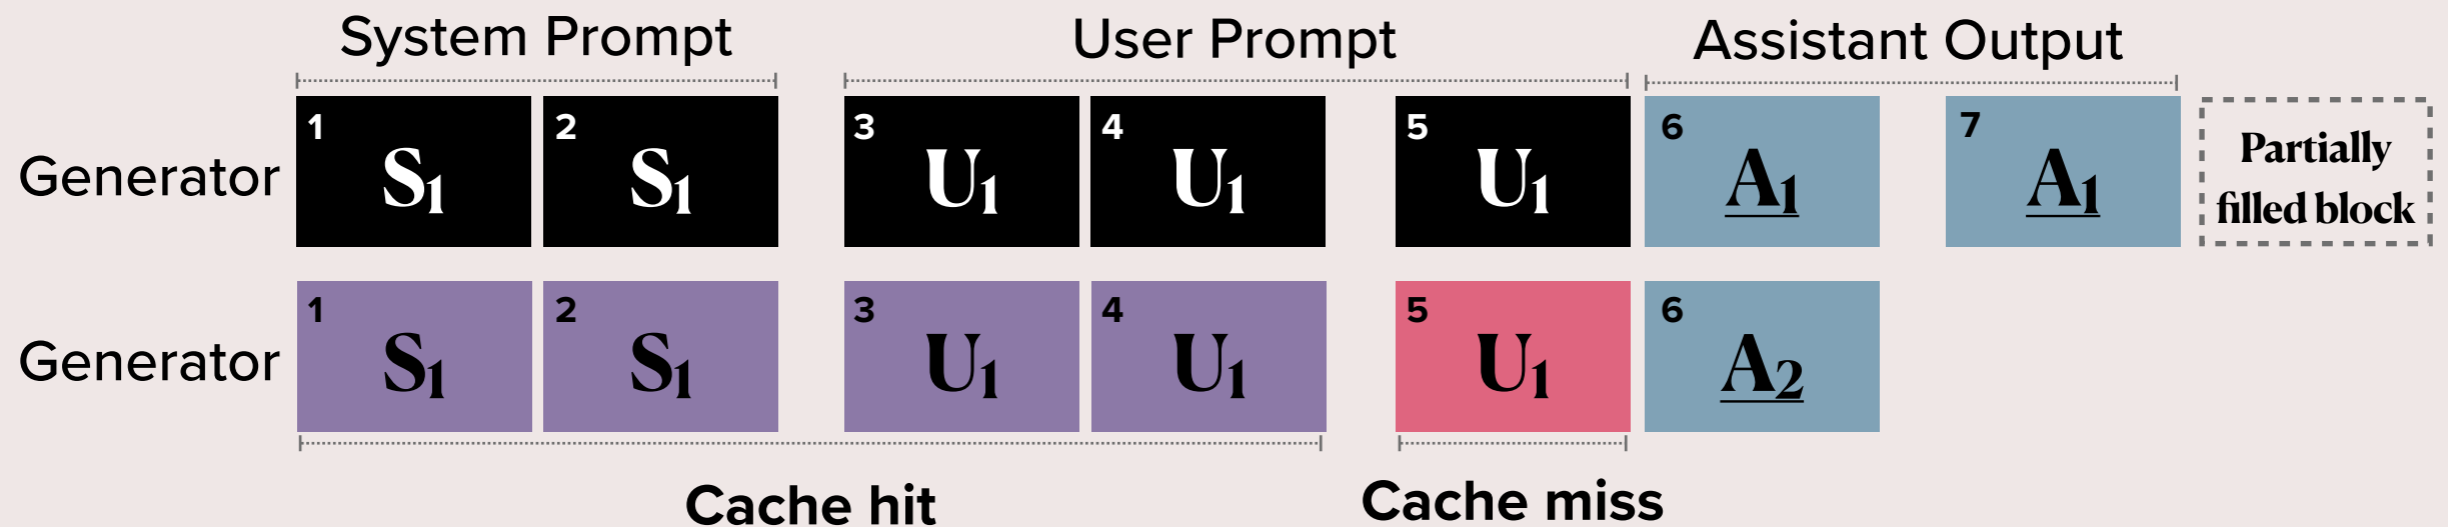 System Prompt User Prompt Assistant Output
Generator 1 S1 2 S1 3 U1 4 U1 5 U1 6 A1 7 A1 Partially
filled block
Generator 1 S1 2 S1 3 U1 4 U1 5 U1 6 A2
Cache hit Cache miss